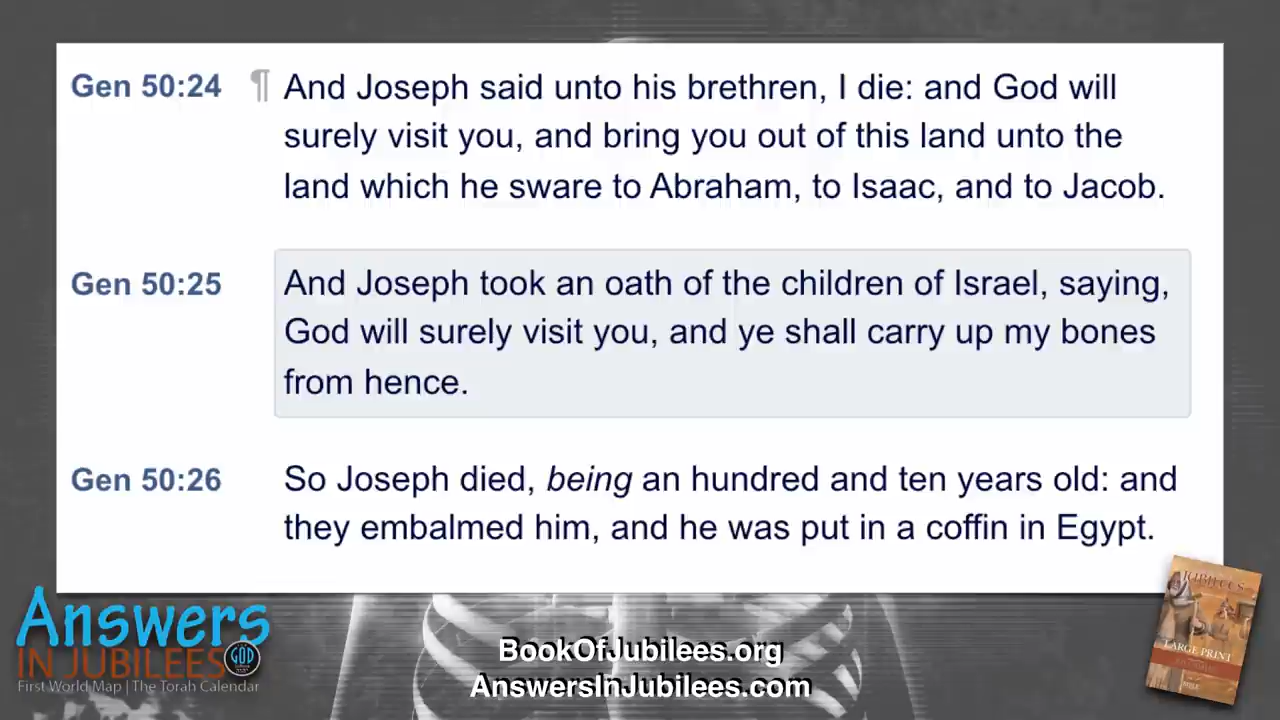 Gen 50:24 ¶ And Joseph said unto his brethren, I die: and God will
surely visit you, and bring you out of this land unto the
land which he sware to Abraham, to Isaac, and to Jacob.
Gen 50:25 And Joseph took an oath of the children of Israel, saying,
God will surely visit you, and ye shall carry up my bones
from hence.
Gen 50:26 So Joseph died, being an hundred and ten years old: and
they embalmed him, and he was put in a coffin in Egypt.
Answers
IN JUBILEES
GOD
First World Map | The Torah Calendar
BookOfJubilees.org
AnswersInJubilees.com
JUBILEES
LARGE PRINT